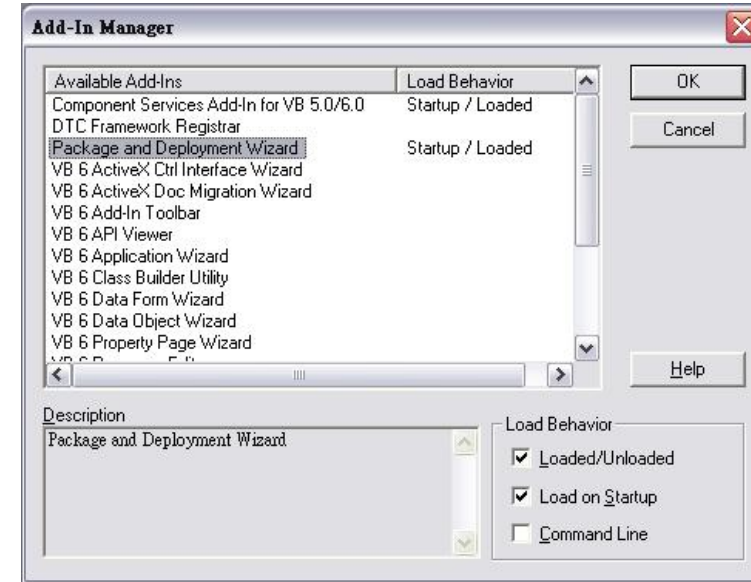 Add-In Manager
Available Add-Ins Load Behavior
Component Services Add-In for VB 5.0/6.0 Startup / Loaded
DTC Framework Registrar
Package and Deployment Wizard Startup / Loaded
VB 6 ActiveX Ctrl Interface Wizard
VB 6 ActiveX Doc Migration Wizard
VB 6 Add-In Toolbar
VB 6 API Viewer
VB 6 Application Wizard
VB 6 Class Builder Utility
VB 6 Data Form Wizard
VB 6 Data Object Wizard
VB 6 Property Page Wizard
OK
Cancel
Help
Description
Package and Deployment Wizard
Load Behavior
Loaded/Unloaded
Load on Startup
Command Line